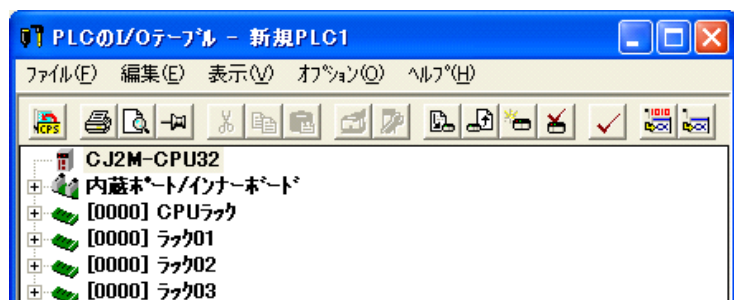 PLCのI/Oﾃｰﾌﾞﾙ - 新規PLC1
ﾌｧｲﾙ(F) 編集(E) 表示(V) ｵﾌﾟｼｮﾝ(O) ﾍﾙﾌﾟ(H)
CPS 1010
CJ2M-CPU32
内蔵ﾎﾟｰﾄ/ｲﾝﾅｰﾎﾞｰﾄﾞ
[0000] CPUﾗｯｸ
[0000] ﾗｯｸ01
[0000] ﾗｯｸ02
[0000] ﾗｯｸ03